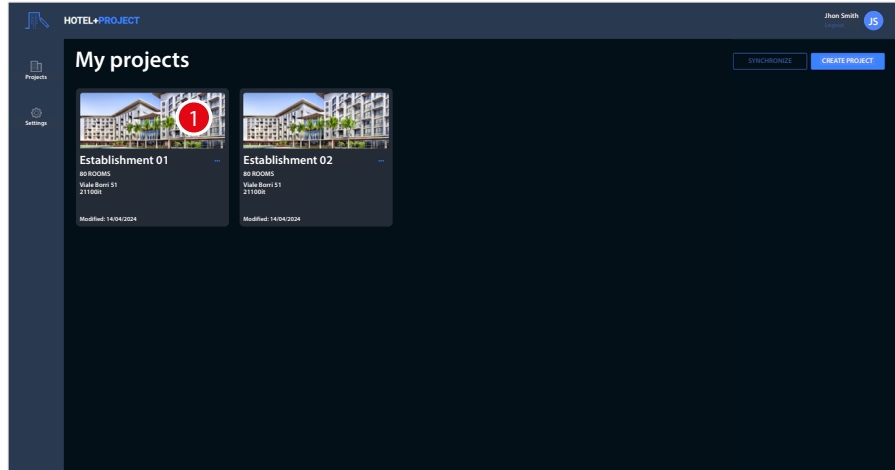 HOTEL+PROJECT
Jhon Smith
Logout
JS
Projects
Settings
My projects
SYNCHRONIZE
CREATE PROJECT
1
Establishment 01
...
80 ROOMS
Viale Borri 51
21100it
Modified: 14/04/2024
Establishment 02
...
80 ROOMS
Viale Borri 51
21100it
Modified: 14/04/2024